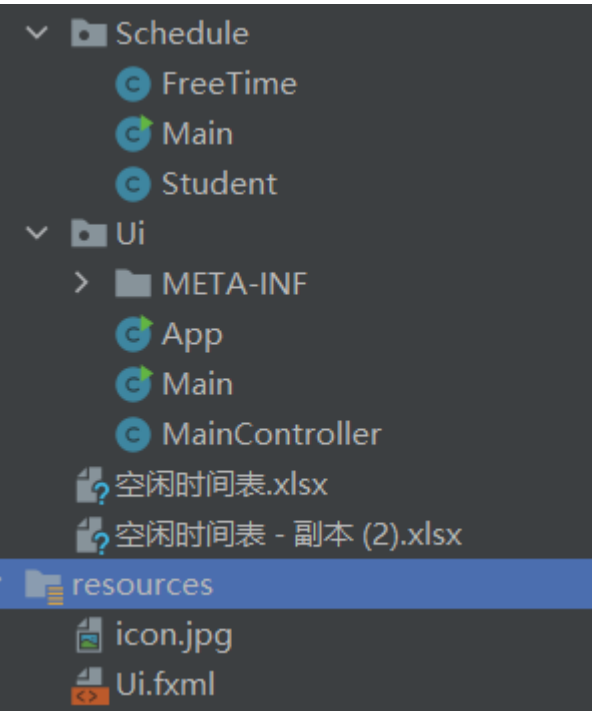 Schedule
FreeTime
Main
Student
Ui
META-INF
App
Main
MainController
空闲时间表.xlsx
空闲时间表 - 副本 (2).xlsx
resources
icon.jpg
Ui.fxml